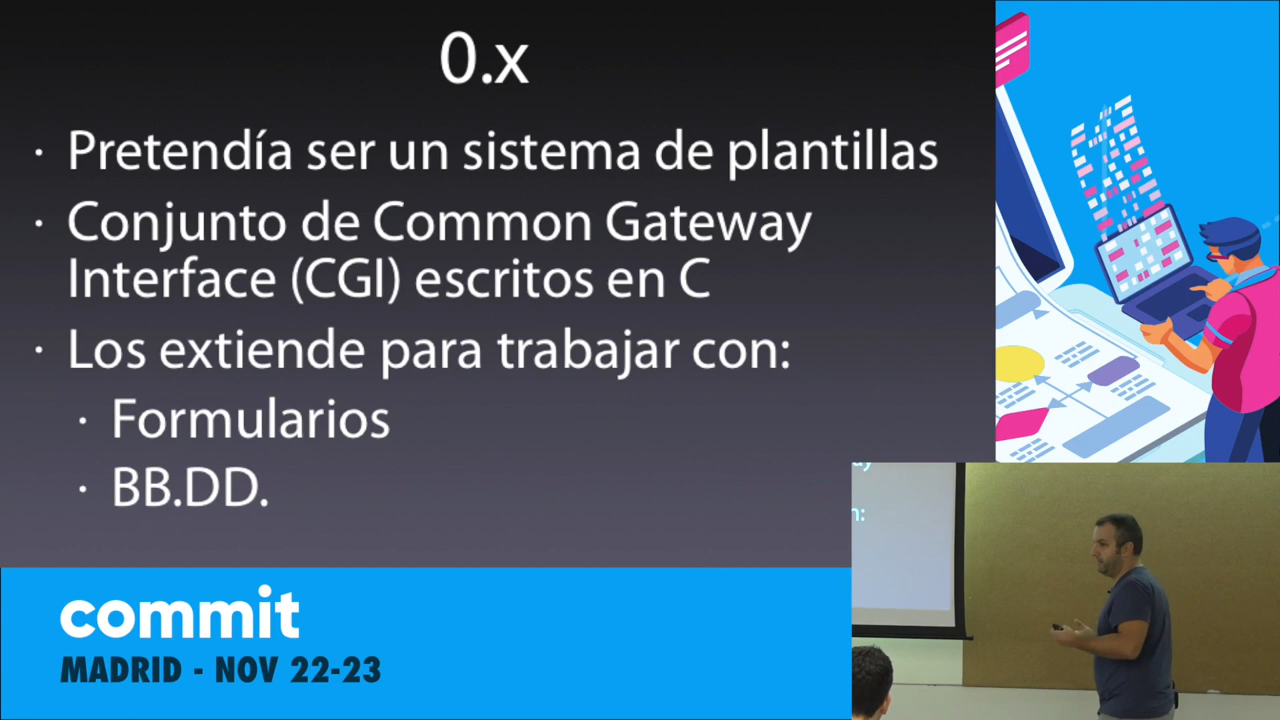 0.x
· Pretendía ser un sistema de plantillas
· Conjunto de Common Gateway
Interface (CGI) escritos en C
· Los extiende para trabajar con:
· Formularios
· BB.DD.
commit
MADRID - NOV 22-23
n: